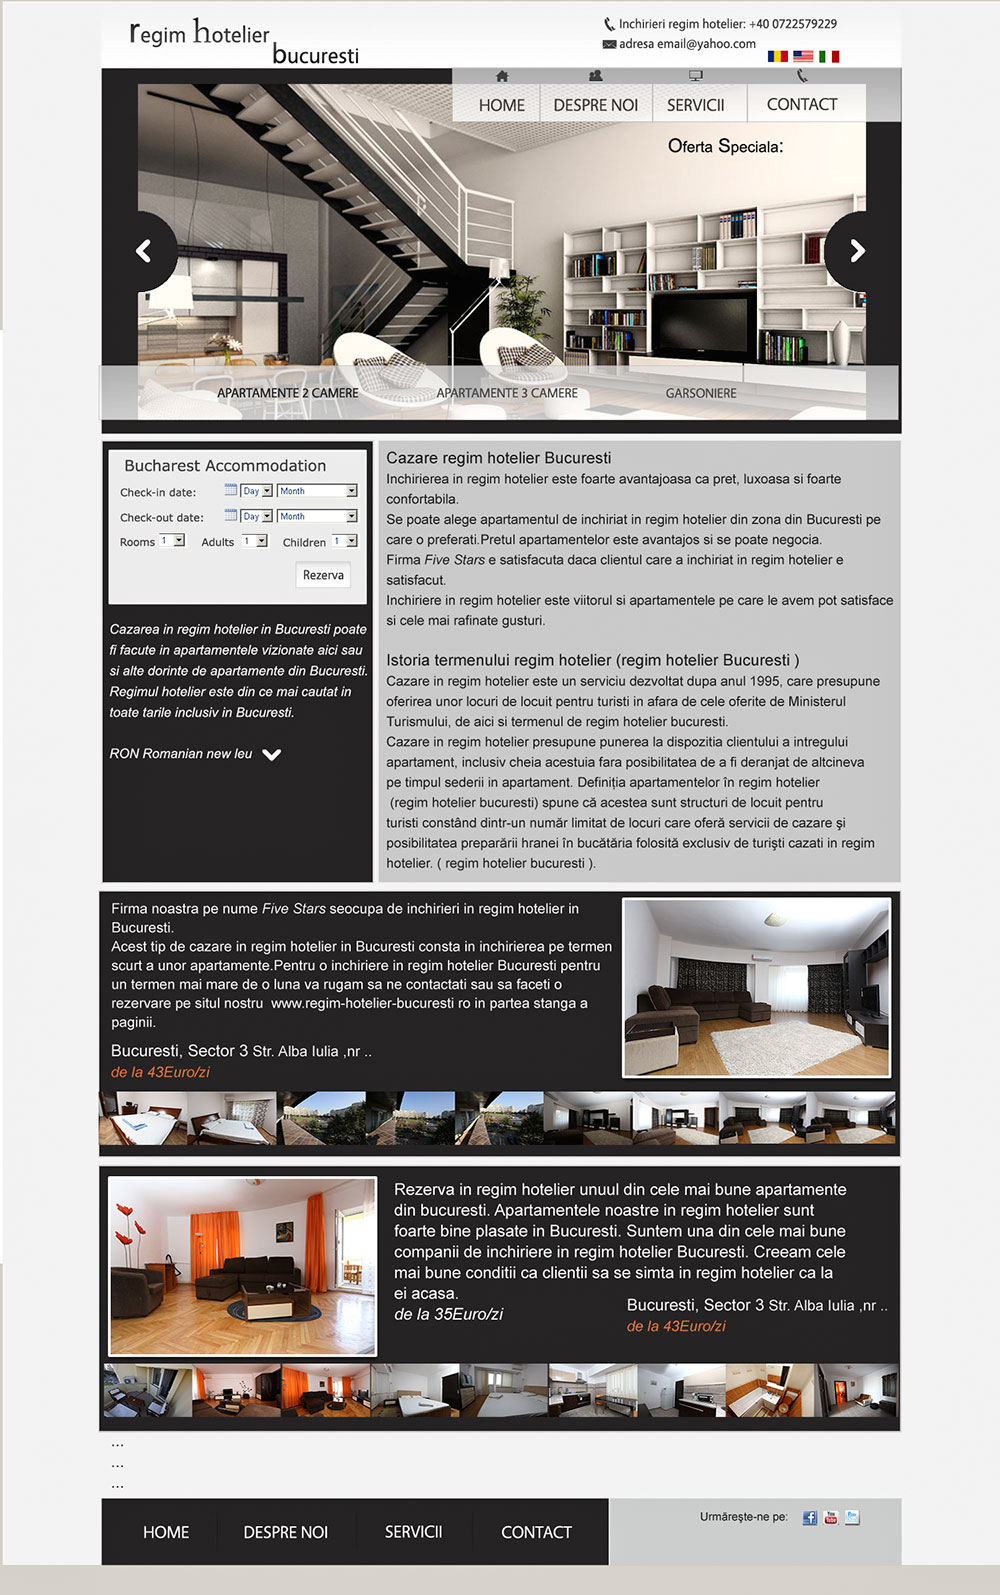 regim hotelier
bucuresti
Inchirieri regim hotelier: +40 0722579229
adresa email@yahoo.com
HOME
DESPRE NOI
SERVICII
CONTACT
Oferta Speciala:
APARTAMENTE 2 CAMERE
APARTAMENTE 3 CAMERE
GARSONIERE
Bucharest Accommodation
Check-in date: Day Month
Check-out date: Day Month
Rooms 1 Adults 1 Children 1
Rezerva
Cazarea in regim hotelier in Bucuresti poate
fi facute in apartamentele vizionate aici sau
si alte dorinte de apartamente din Bucuresti.
Regimul hotelier este din ce mai cautat in
toate tarile inclusiv in Bucuresti.
RON Romanian new leu
Cazare regim hotelier Bucuresti
Inchirierea in regim hotelier este foarte avantajoasa ca pret, luxoasa si foarte
confortabila.
Se poate alege apartamentul de inchiriat in regim hotelier din zona din Bucuresti pe
care o preferati.Pretul apartamentelor este avantajos si se poate negocia.
Firma Five Stars e satisfacuta daca clientul care a inchiriat in regim hotelier e
satisfacut.
Inchiriere in regim hotelier este viitorul si apartamentele pe care le avem pot satisface
si cele mai rafinate gusturi.
Istoria termenului regim hotelier (regim hotelier Bucuresti )
Cazare in regim hotelier este un serviciu dezvoltat dupa anul 1995, care presupune
oferirea unor locuri de locuit pentru turisti in afara de cele oferite de Ministerul
Turismului, de aici si termenul de regim hotelier bucuresti.
Cazare in regim hotelier presupune punerea la dispozitia clientului a intregului
apartament, inclusiv cheia acestuia fara posibilitatea de a fi deranjat de altcineva
pe timpul sederii in apartament. Definiția apartamentelor în regim hotelier
(regim hotelier bucuresti) spune că acestea sunt structuri de locuit pentru
turisti constând dintr-un număr limitat de locuri care oferă servicii de cazare şi
posibilitatea preparării hranei în bucătăria folosită exclusiv de turişti cazati in regim
hotelier. ( regim hotelier bucuresti ).
Firma noastra pe nume Five Stars seocupa de inchirieri in regim hotelier in
Bucuresti.
Acest tip de cazare in regim hotelier in Bucuresti consta in inchirierea pe termen
scurt a unor apartamente.Pentru o inchiriere in regim hotelier Bucuresti pentru
un termen mai mare de o luna va rugam sa ne contactati sau sa faceti o
rezervare pe situl nostru www.regim-hotelier-bucuresti ro in partea stanga a
paginii.
Bucuresti, Sector 3 Str. Alba Iulia ,nr ..
de la 43Euro/zi
Rezerva in regim hotelier unuul din cele mai bune apartamente
din bucuresti. Apartamentele noastre in regim hotelier sunt
foarte bine plasate in Bucuresti. Suntem una din cele mai bune
companii de inchiriere in regim hotelier Bucuresti. Creeam cele
mai bune conditii ca clientii sa se simta in regim hotelier ca la
ei acasa.
de la 35Euro/zi
Bucuresti, Sector 3 Str. Alba Iulia ,nr ..
de la 43Euro/zi
...
...
...
HOME
DESPRE NOI
SERVICII
CONTACT
Urmăreşte-ne pe: